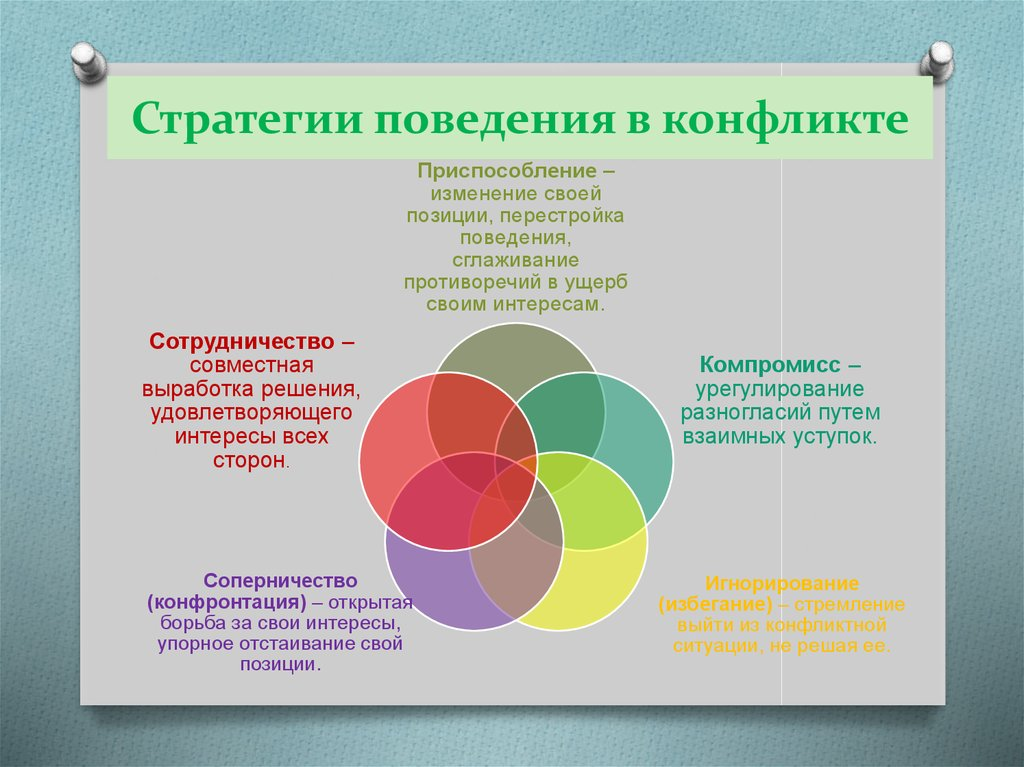 Стратегии поведения в конфликте
Приспособление –
изменение своей
позиции, перестройка
поведения,
сглаживание
противоречий в ущерб
своим интересам.
Сотрудничество –
совместная
выработка решения,
удовлетворяющего
интересы всех
сторон.
Компромисс –
урегулирование
разногласий путем
взаимных уступок.
Соперничество
(конфронтация) – открытая
борьба за свои интересы,
упорное отстаивание свой
позиции.
Игнорирование
(избегание) – стремление
выйти из конфликтной
ситуации, не решая ее.